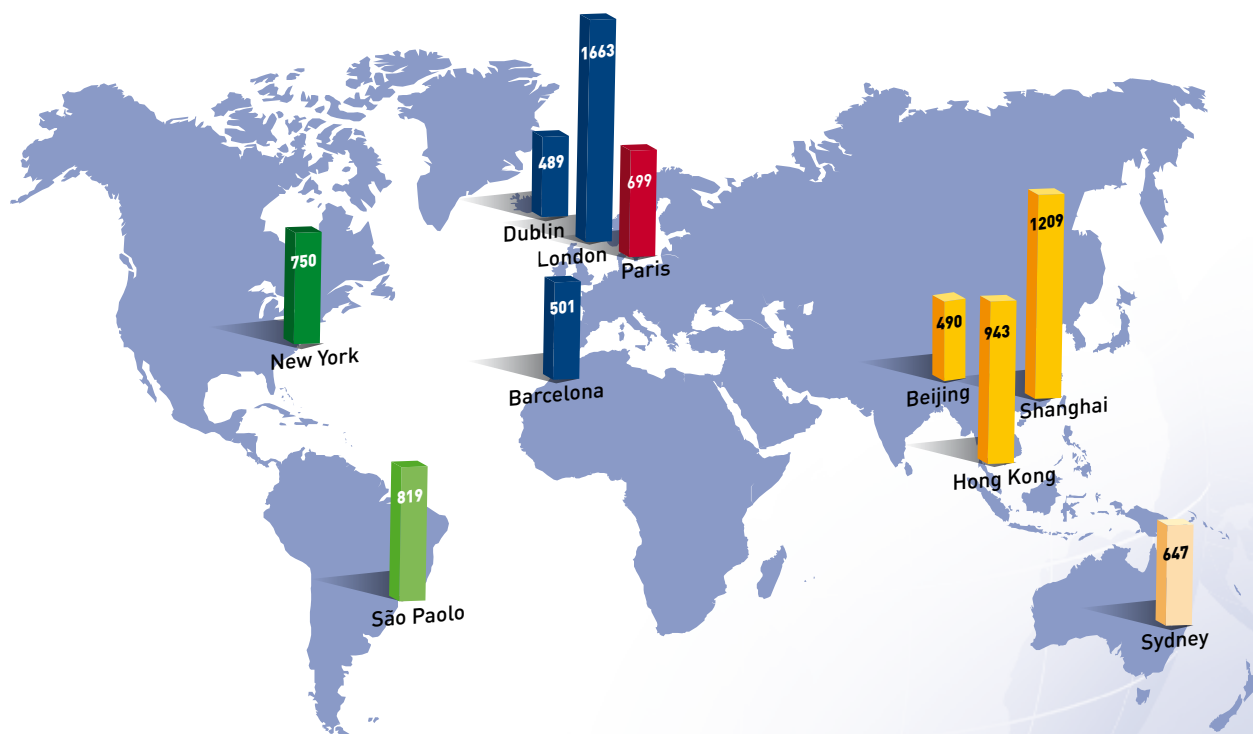 1663
489
699
Dublin
London
Paris
750
New York
501
Barcelona
1209
490
943
Beijing
Shanghai
Hong Kong
819
São Paolo
647
Sydney